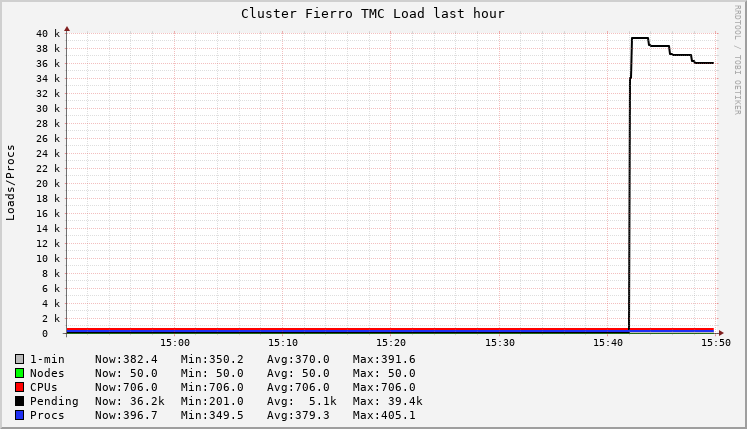 Cluster Fierro TMC Load last hour
RRDTOOL / TOBI OETIKER
Loads/Procs
40 k
38 k
36 k
34 k
32 k
30 k
28 k
26 k
24 k
22 k
20 k
18 k
16 k
14 k
12 k
10 k
8 k
6 k
4 k
2 k
0
15:00 15:10 15:20 15:30 15:40 15:50
1-min Now:382.4 Min:350.2 Avg:370.0 Max:391.6
Nodes Now: 50.0 Min: 50.0 Avg: 50.0 Max: 50.0
CPUs Now:706.0 Min:706.0 Avg:706.0 Max:706.0
Pending Now: 36.2k Min:201.0 Avg: 5.1k Max: 39.4k
Procs Now:396.7 Min:349.5 Avg:379.3 Max:405.1